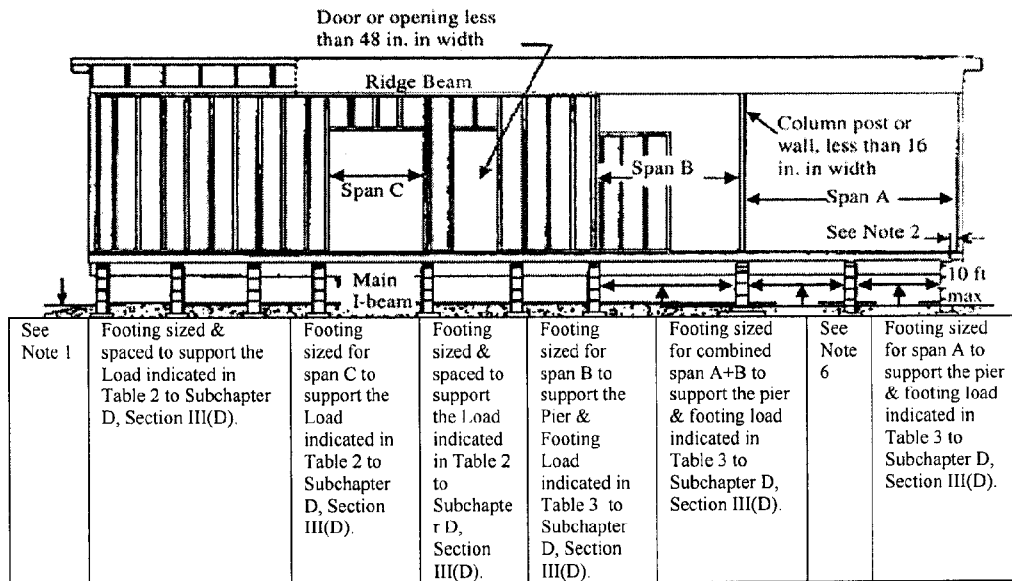 Door or opening less
than 48 in. in width
Ridge Beam
Column post or
wall, less than 16
in. in width
Span C
Span B
Span A
See Note 2
Main
I-beam
10 ft
max
See
Note 1
Footing sized &
spaced to support the
Load indicated in
Table 2 to Subchapter
D, Section III(D).
Footing
sized for
span C to
support the
Load
indicated in
Table 2 to
Subchapter
D, Section
III(D).
Footing
sized &
spaced to
support
the Load
indicated
in Table 2
to
Subchapte
r D,
Section
III(D).
Footing
sized for
span B to
support the
Pier &
Footing
Load
indicated in
Table 3 to
Subchapter
D, Section
III(D).
Footing sized
for combined
span A+B to
support the pier
& footing load
indicated in
Table 3 to
Subchapter D,
Section III(D).
See
Note
6
Footing sized
for span A to
support the pier
& footing load
indicated in
Table 3 to
Subchapter D,
Section III(D).